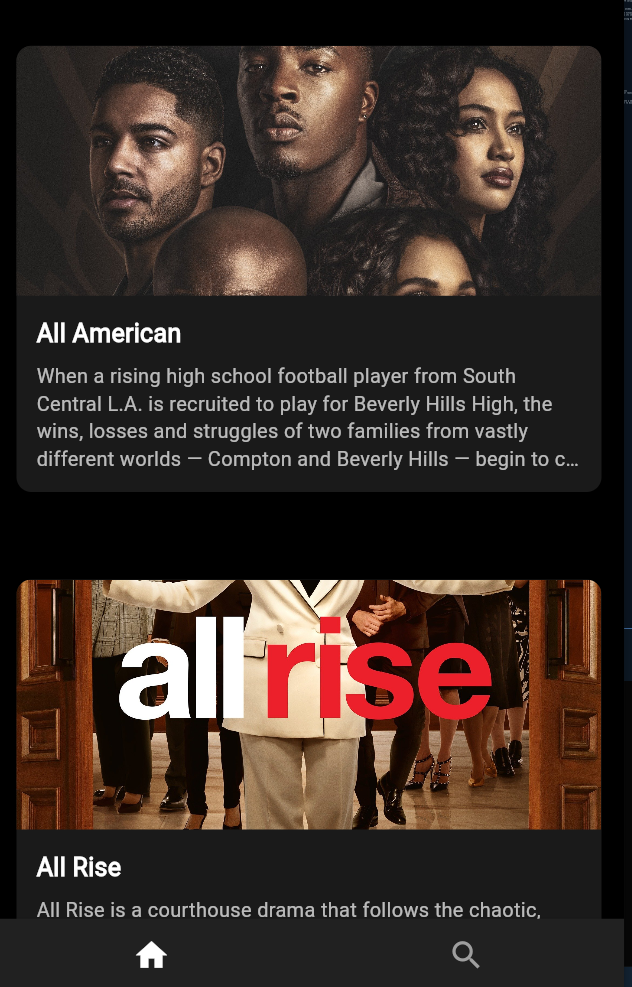 All American
When a rising high school football player from South
Central L.A. is recruited to play for Beverly Hills High, the
wins, losses and struggles of two families from vastly
different worlds — Compton and Beverly Hills — begin to c...
all rise
All Rise
All Rise is a courthouse drama that follows the chaotic,